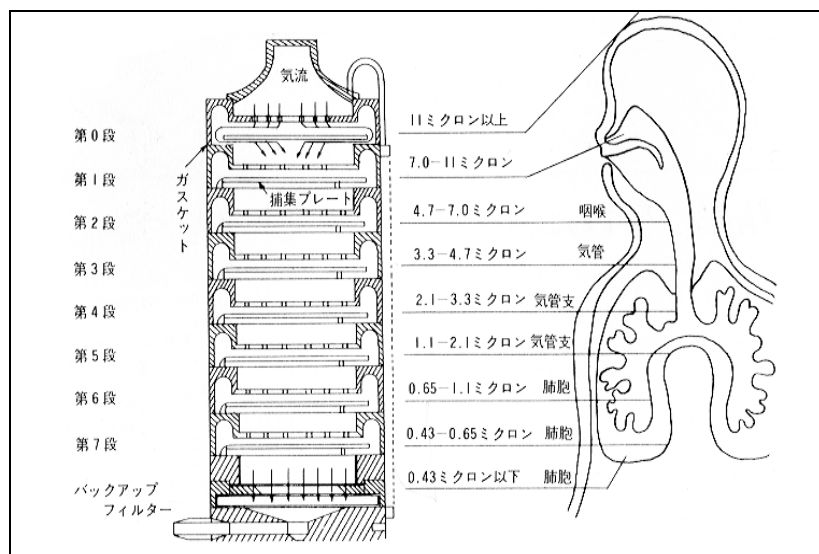 気流
第0段
第1段
第2段
第3段
第4段
第5段
第6段
第7段
バックアップ
フィルター
ガスケット
捕集プレート
11ミクロン以上
7.0-11ミクロン
4.7-7.0ミクロン 咽喉
3.3-4.7ミクロン 気管
2.1-3.3ミクロン 気管支
1.1-2.1ミクロン 気管支
0.65-1.1ミクロン 肺胞
0.43-0.65ミクロン 肺胞
0.43ミクロン以下 肺胞